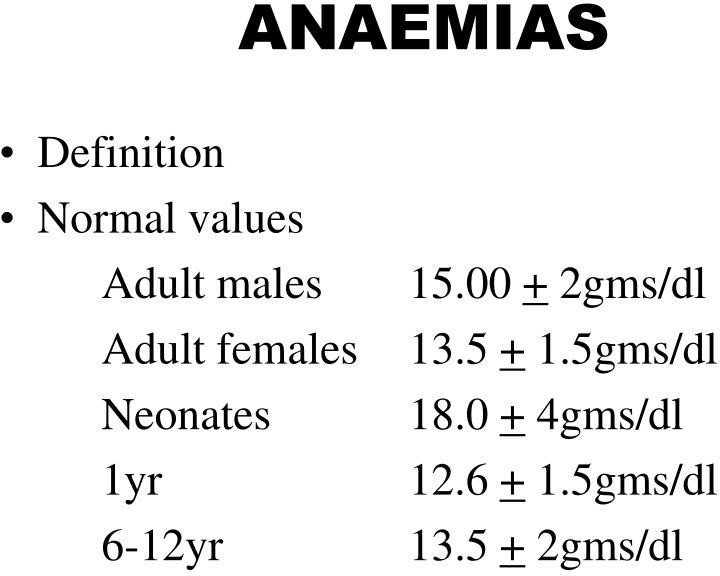 ANAEMIAS
• Definition
• Normal values
Adult males 15.00 ± 2gms/dl
Adult females 13.5 ± 1.5gms/dl
Neonates 18.0 ± 4gms/dl
1yr 12.6 ± 1.5gms/dl
6-12yr 13.5 ± 2gms/dl